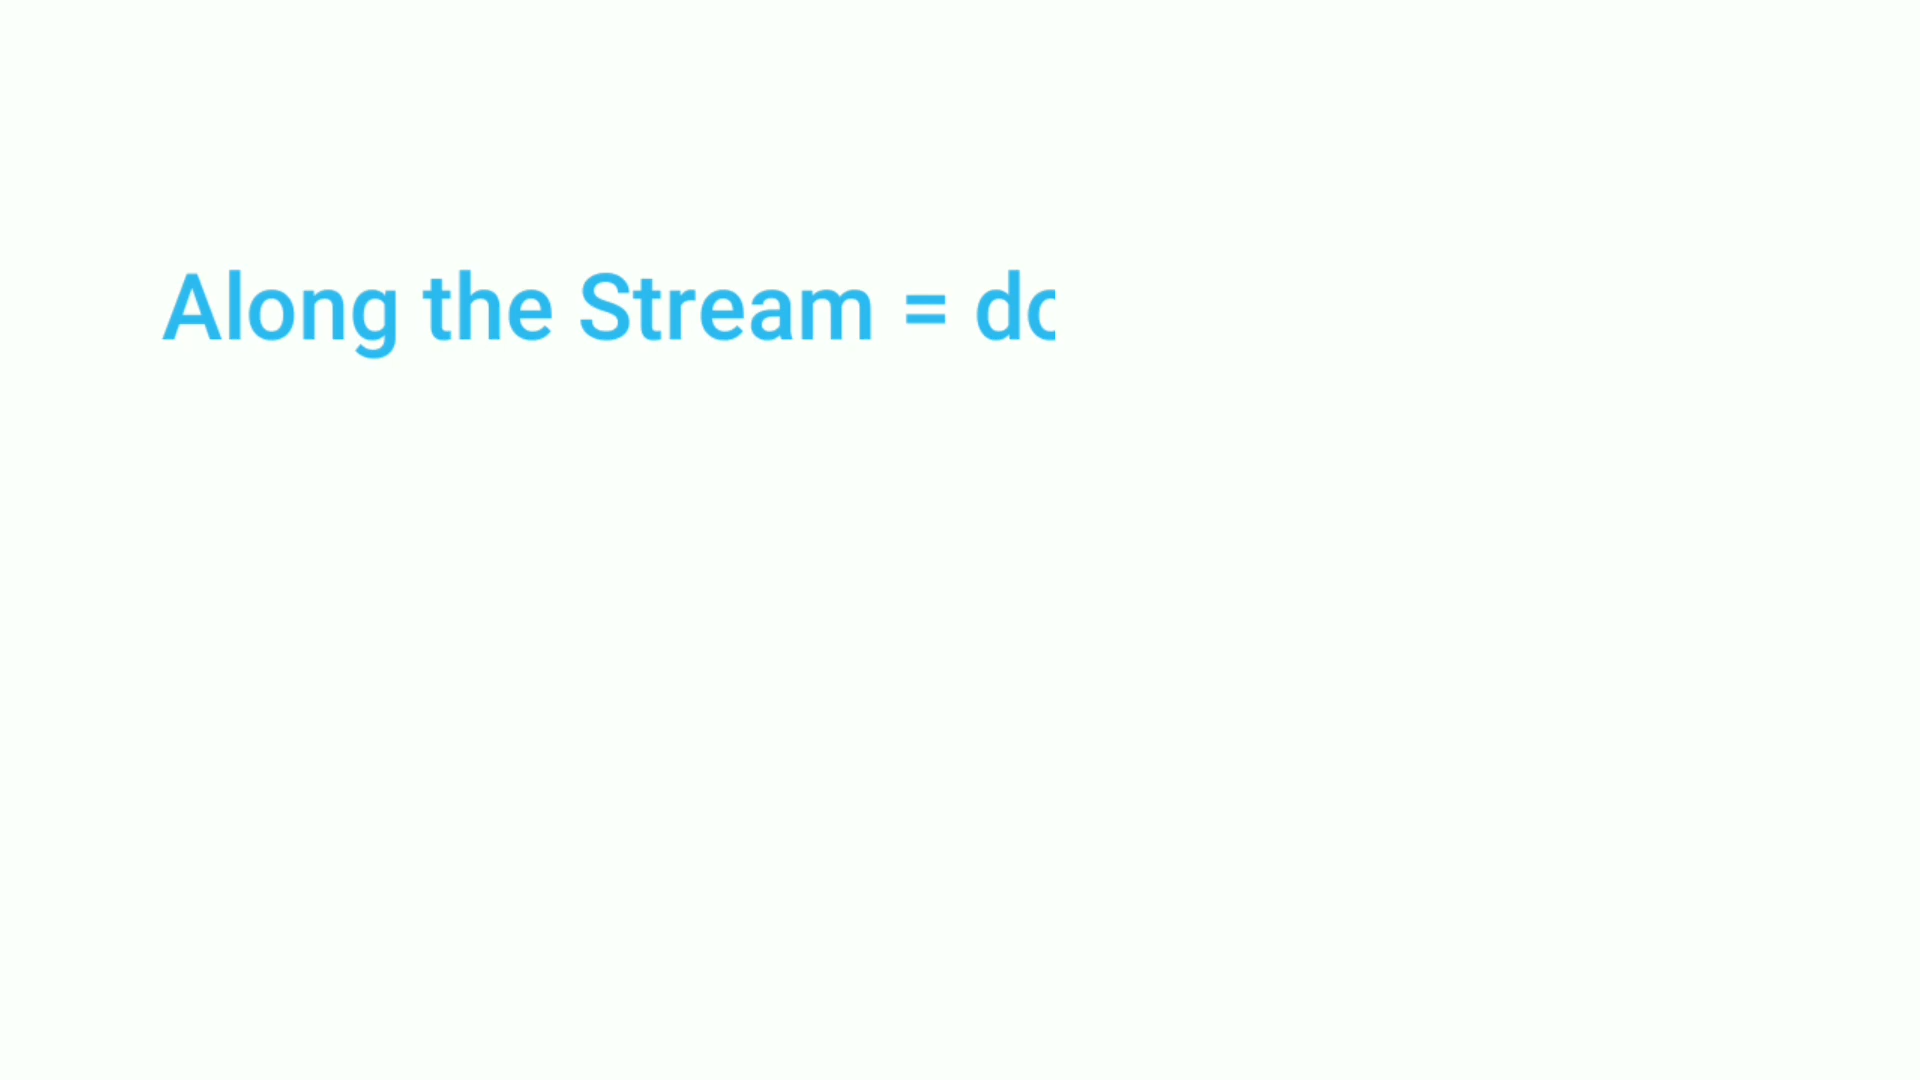 Along the Stream =